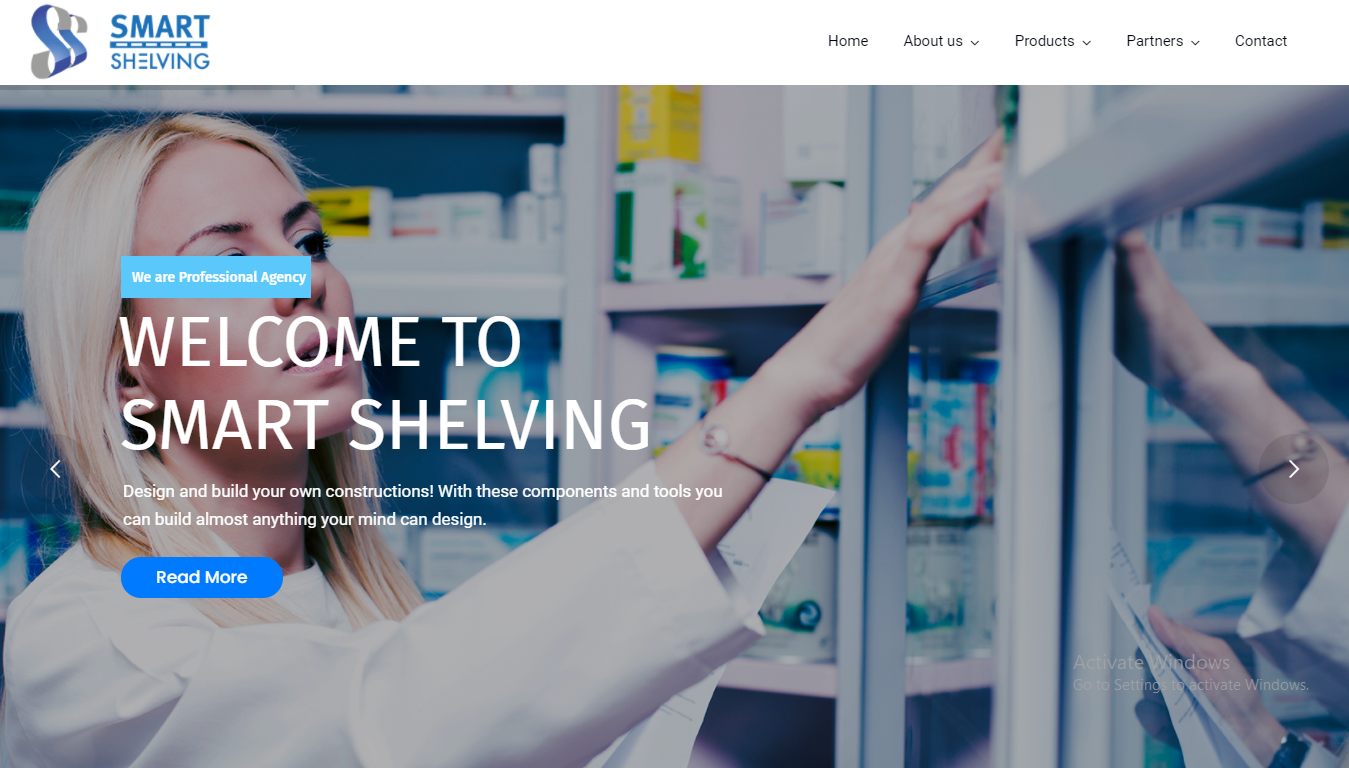 SMART
SHELVING
Home
About us
Products
Partners
Contact
We are Professional Agency
WELCOME TO
SMART SHELVING
Design and build your own constructions! With these components and tools you
can build almost anything your mind can design.
Read More
Activate Windows
Go to Settings to activate Windows.